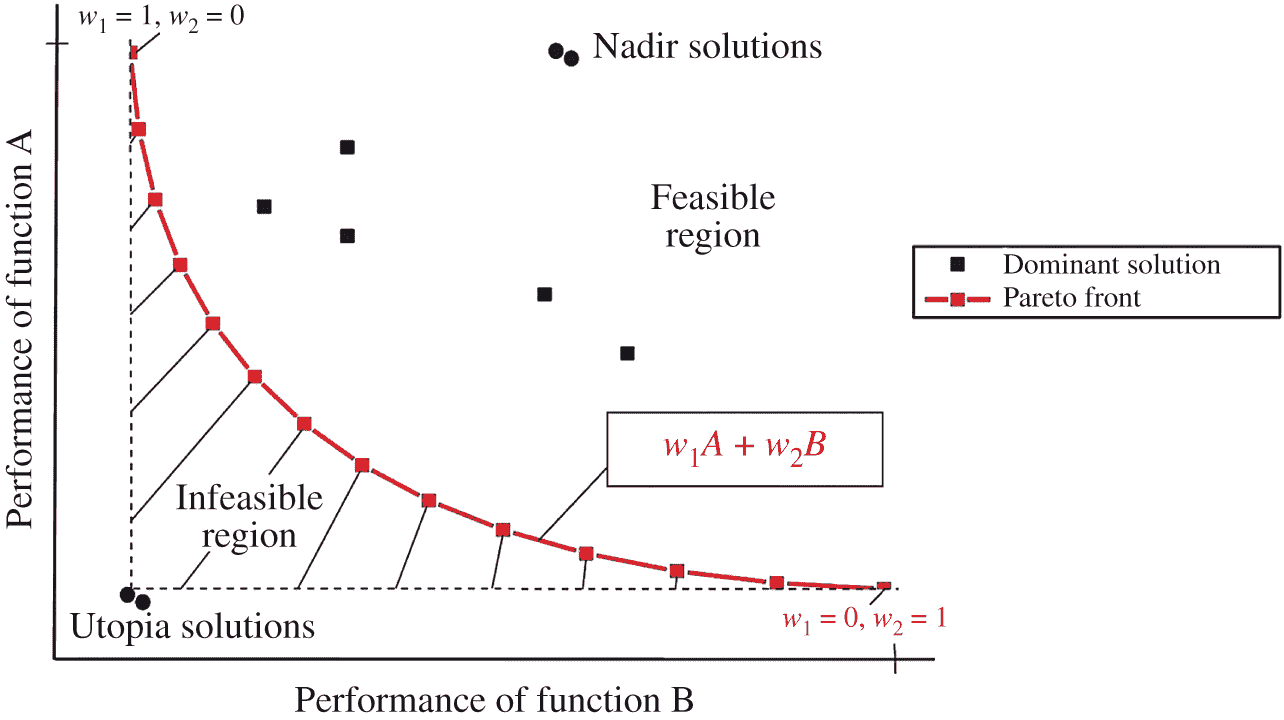 w1 = 1, w2 = 0
Nadir solutions
Performance of function A
Feasible
region
Dominant solution
Pareto front
w1A + w2B
Infeasible
region
Utopia solutions
w1 = 0, w2 = 1
Performance of function B